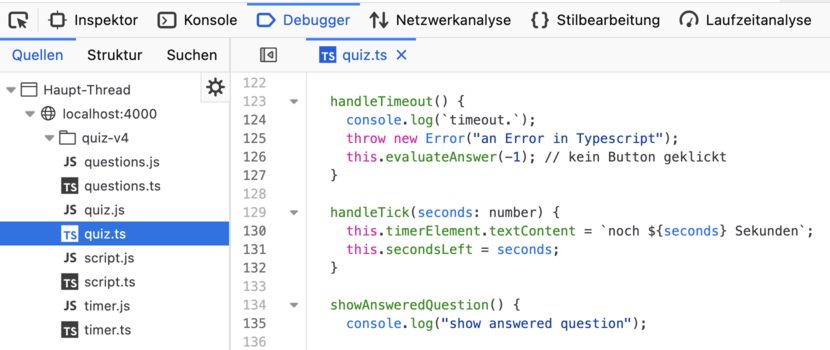 Inspektor Konsole Debugger Netzwerkanalyse {} Stilbearbeitung Laufzeitanalyse
Quellen Struktur Suchen
TS quiz.ts
Haupt-Thread
localhost:4000
quiz-v4
JS questions.js
TS questions.ts
JS quiz.js
TS quiz.ts
JS script.js
TS script.ts
JS timer.js
TS timer.ts
122
123 handleTimeout() {
124 console.log(`timeout.`);
125 throw new Error("an Error in Typescript");
126 this.evaluateAnswer(-1); // kein Button geklickt
127 }
128
129 handleTick(seconds: number) {
130 this.timerElement.textContent = `noch ${seconds} Sekunden`;
131 this.secondsLeft = seconds;
132 }
133
134 showAnsweredQuestion() {
135 console.log("show answered question");
136